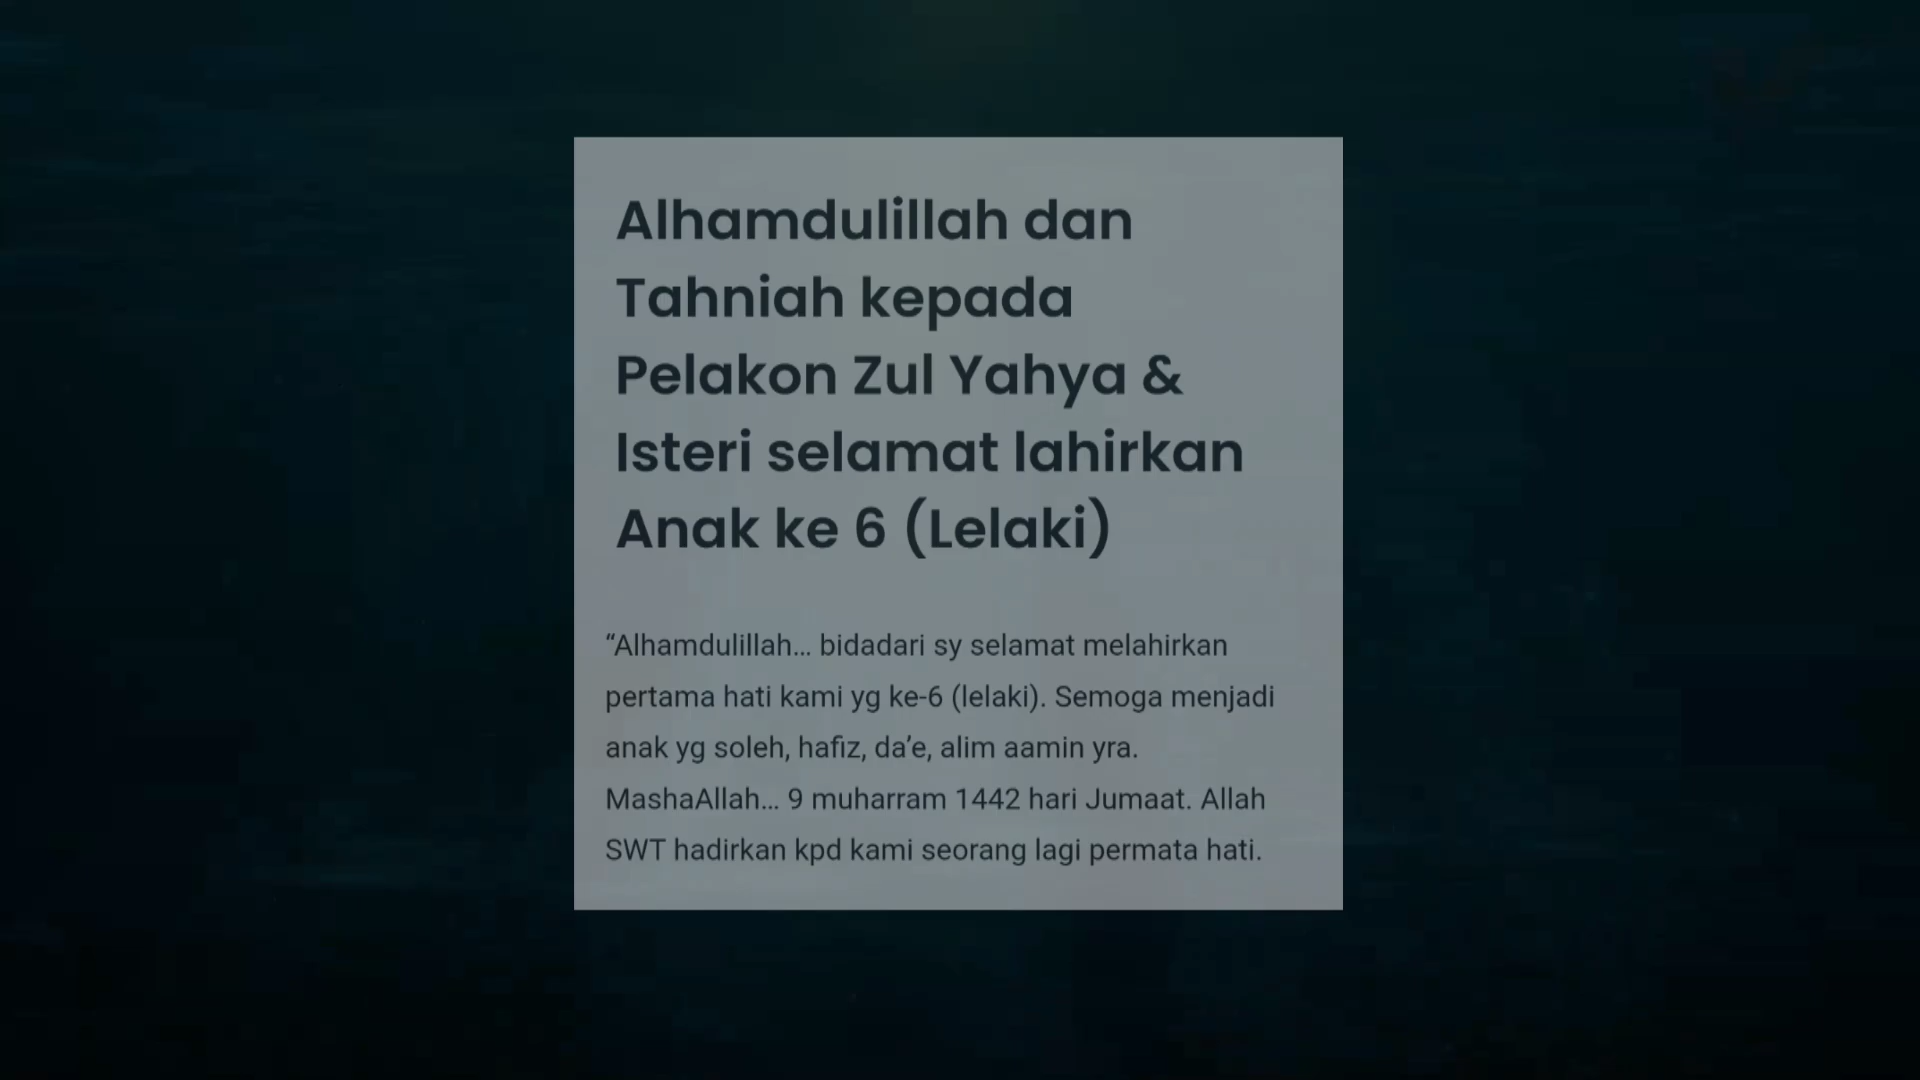 Alhamdulillah dan
Tahniah kepada
Pelakon Zul Yahya &
Isteri selamat lahirkan
Anak ke 6 (Lelaki)
“Alhamdulillah… bidadari sy selamat melahirkan
pertama hati kami yg ke-6 (lelaki). Semoga menjadi
anak yg soleh, hafiz, da’e, alim aamin yra.
MashaAllah… 9 muharram 1442 hari Jumaat. Allah
SWT hadirkan kpd kami seorang lagi permata hati.